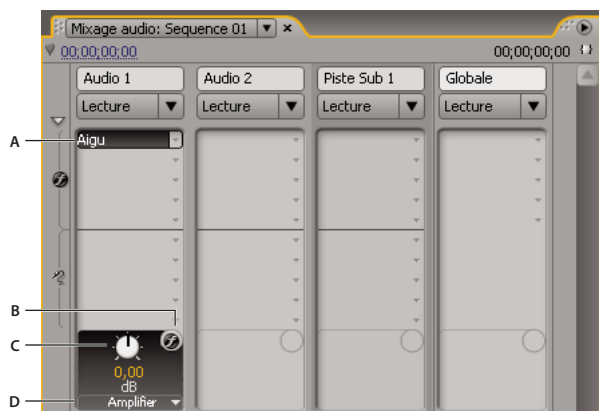 Mixage audio: Sequence 01
00;00;00;00 00;00;00;00
Audio 1 Audio 2 Piste Sub 1 Globale
Lecture Lecture Lecture Lecture
A Aigu
B
C
0,00
dB
D Amplifier